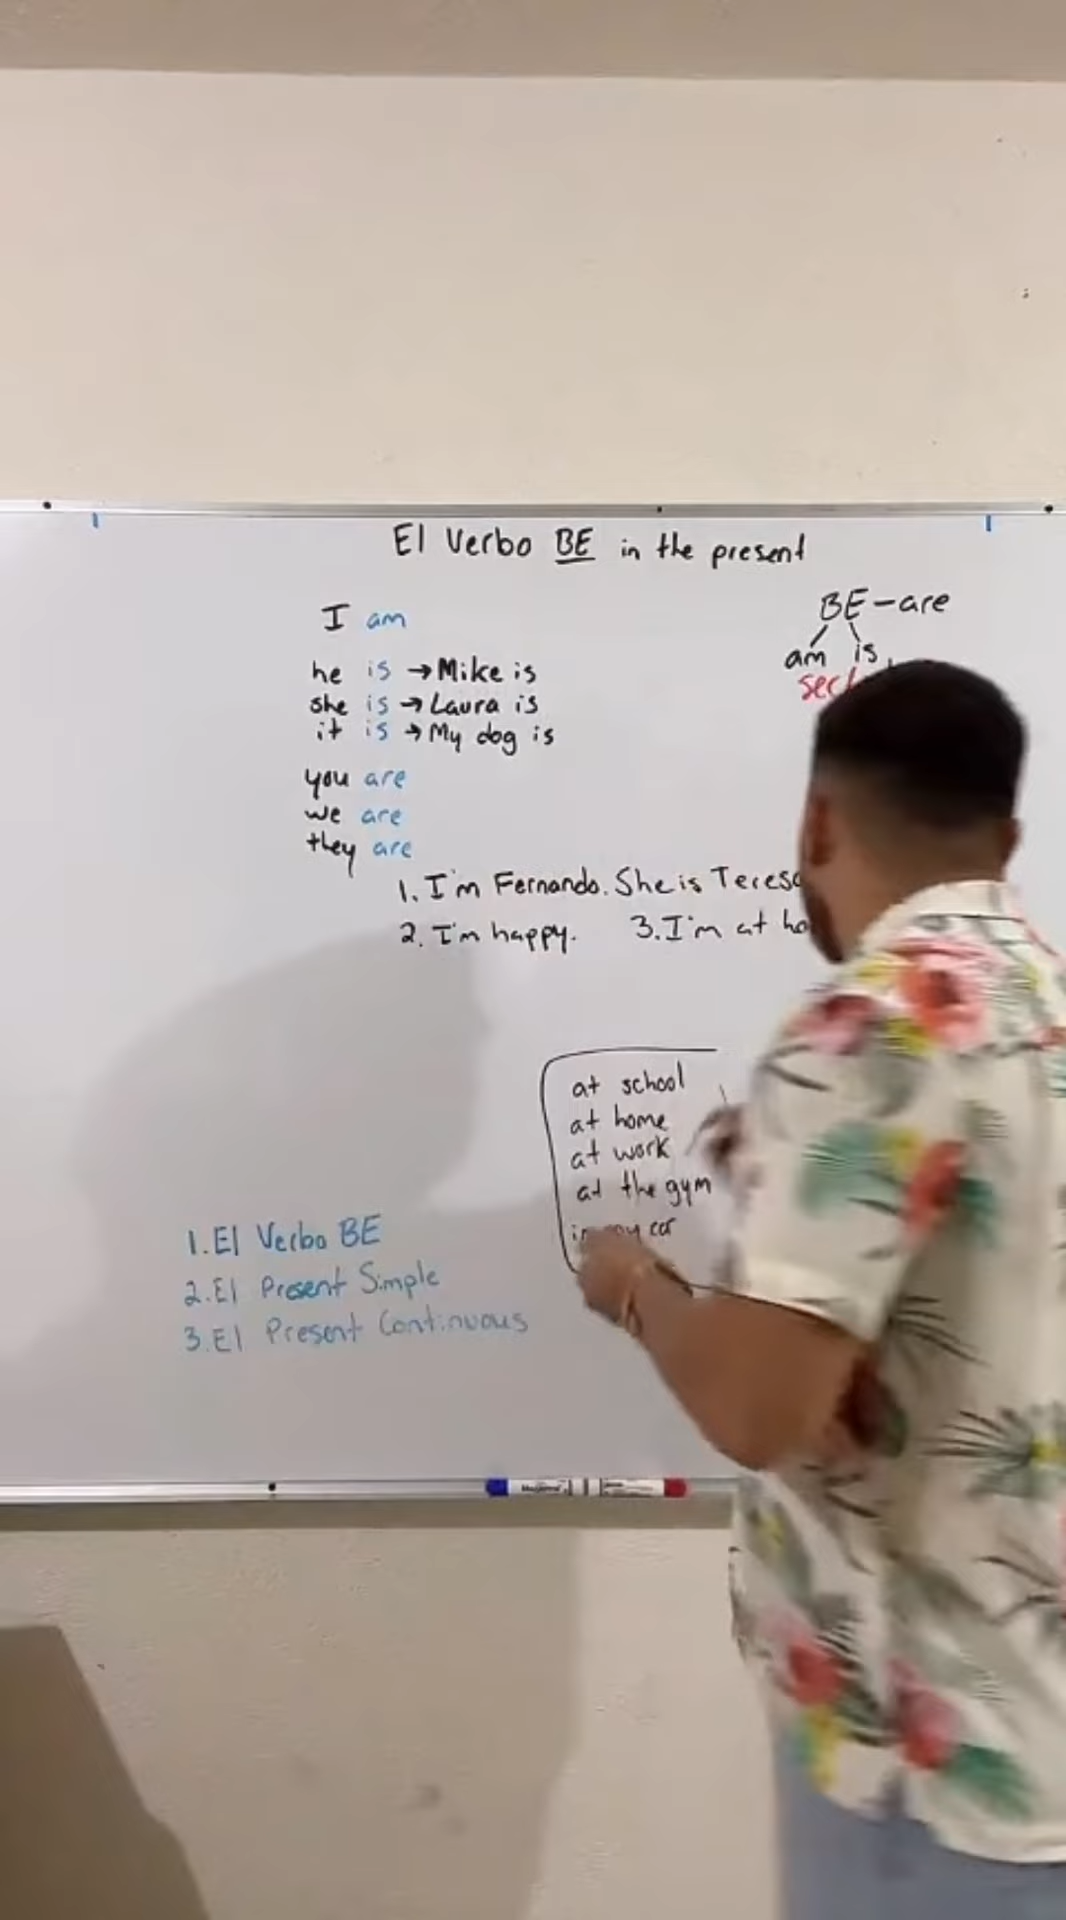 El Verbo BE in the present
BE - are
am is
I am
he is → Mike is
she is → Laura is
it is → My dog is
you are
we are
they are
1. I'm Fernando. She is Teresa
2. I'm happy. 3. I'm at
at school
at home
at work
at the gym
in my car
1. El Verbo BE
2. El Present Simple
3. El Present Continuous